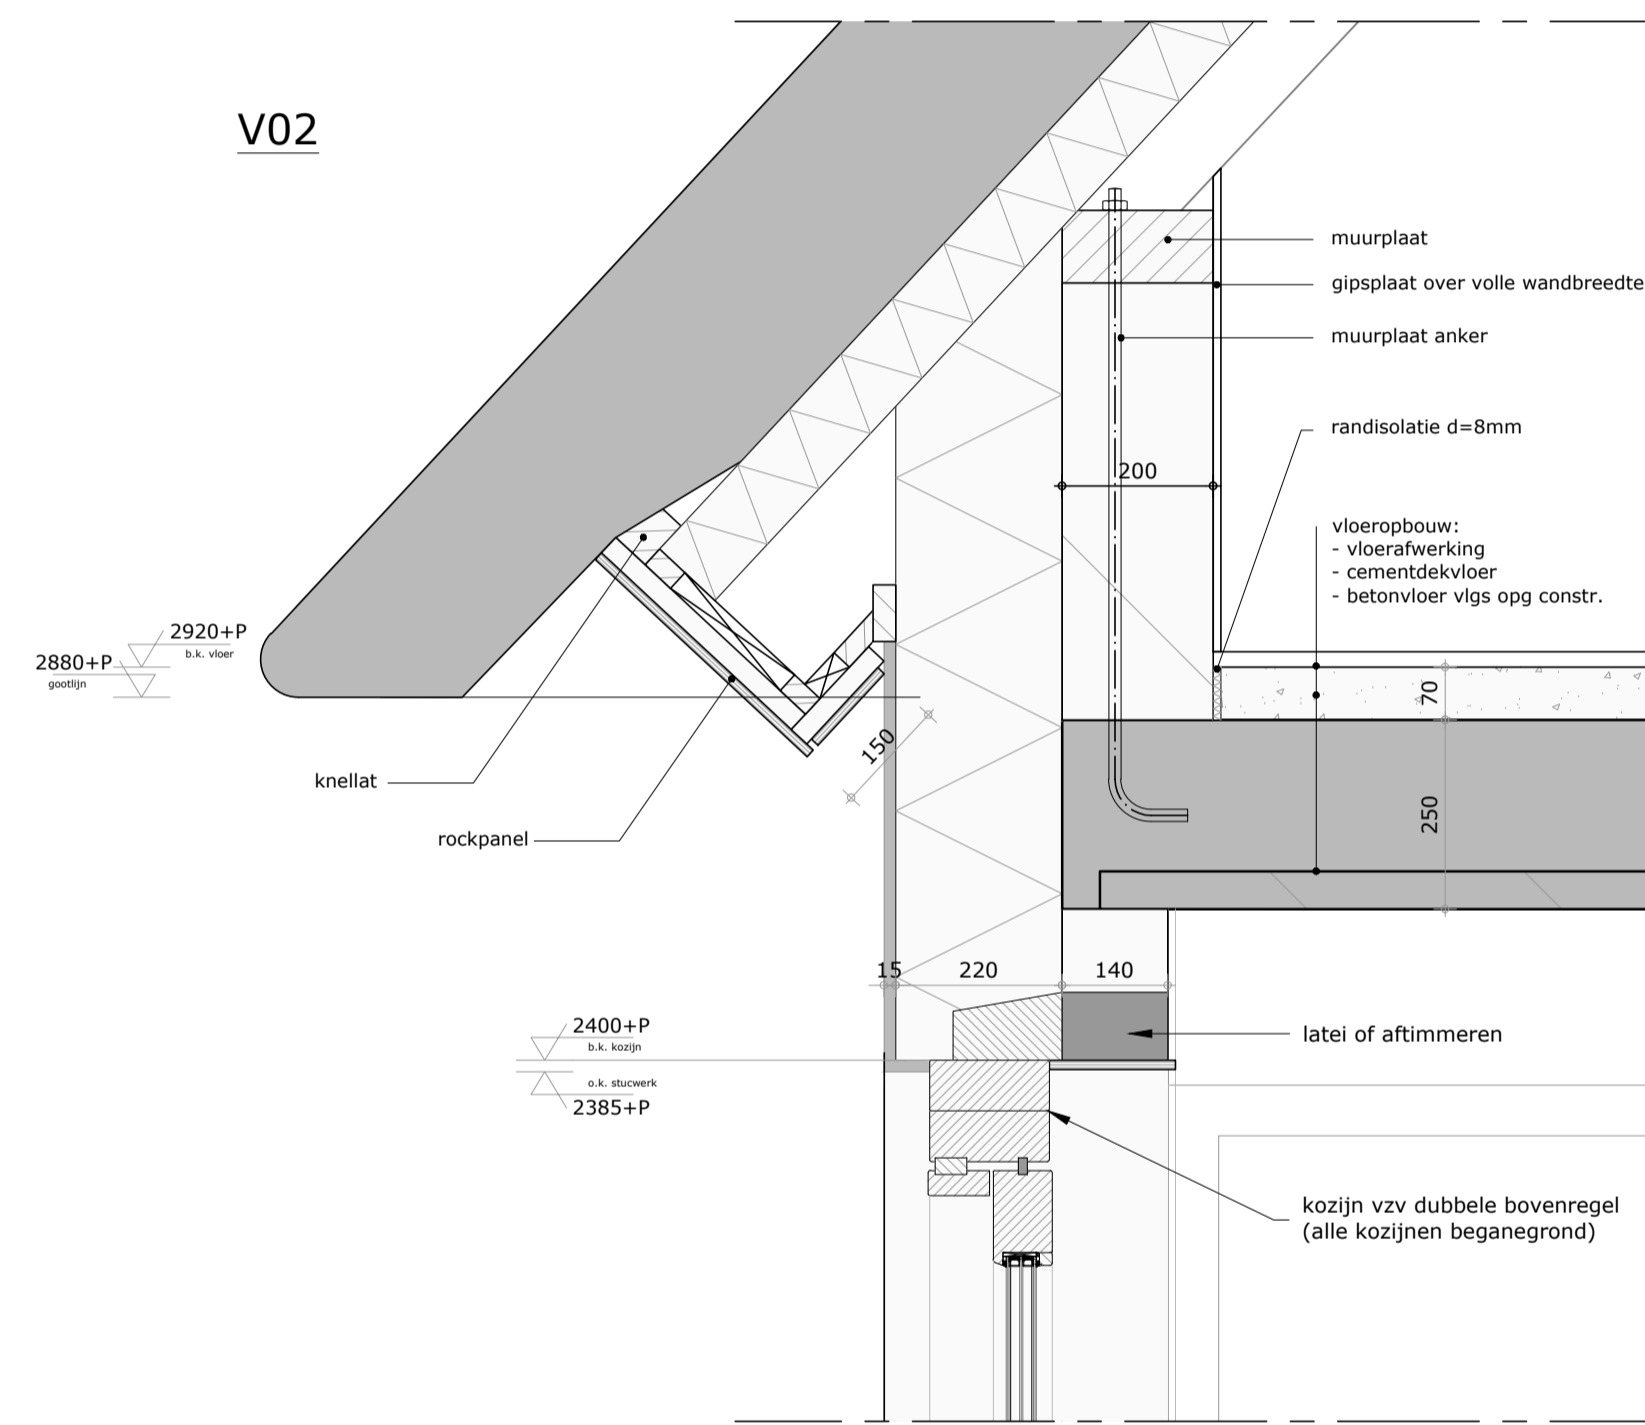 V02
muurplaat
gipsplaat over volle wandbreedte
muurplaat anker
randisolatie d=8mm
200
vloeropbouw:
- vloerafwerking
- cementdekvloer
- betonvloer vlgs opg constr.
2920+P
b.k. vloer
2880+P
gootlijn
70
150
knellat
250
rockpanel
15
220
140
2400+P
b.k. kozijn
latei of aftimmeren
o.k. stucwerk
2385+P
kozijn vzv dubbele bovenregel
(alle kozijnen beganegrond)